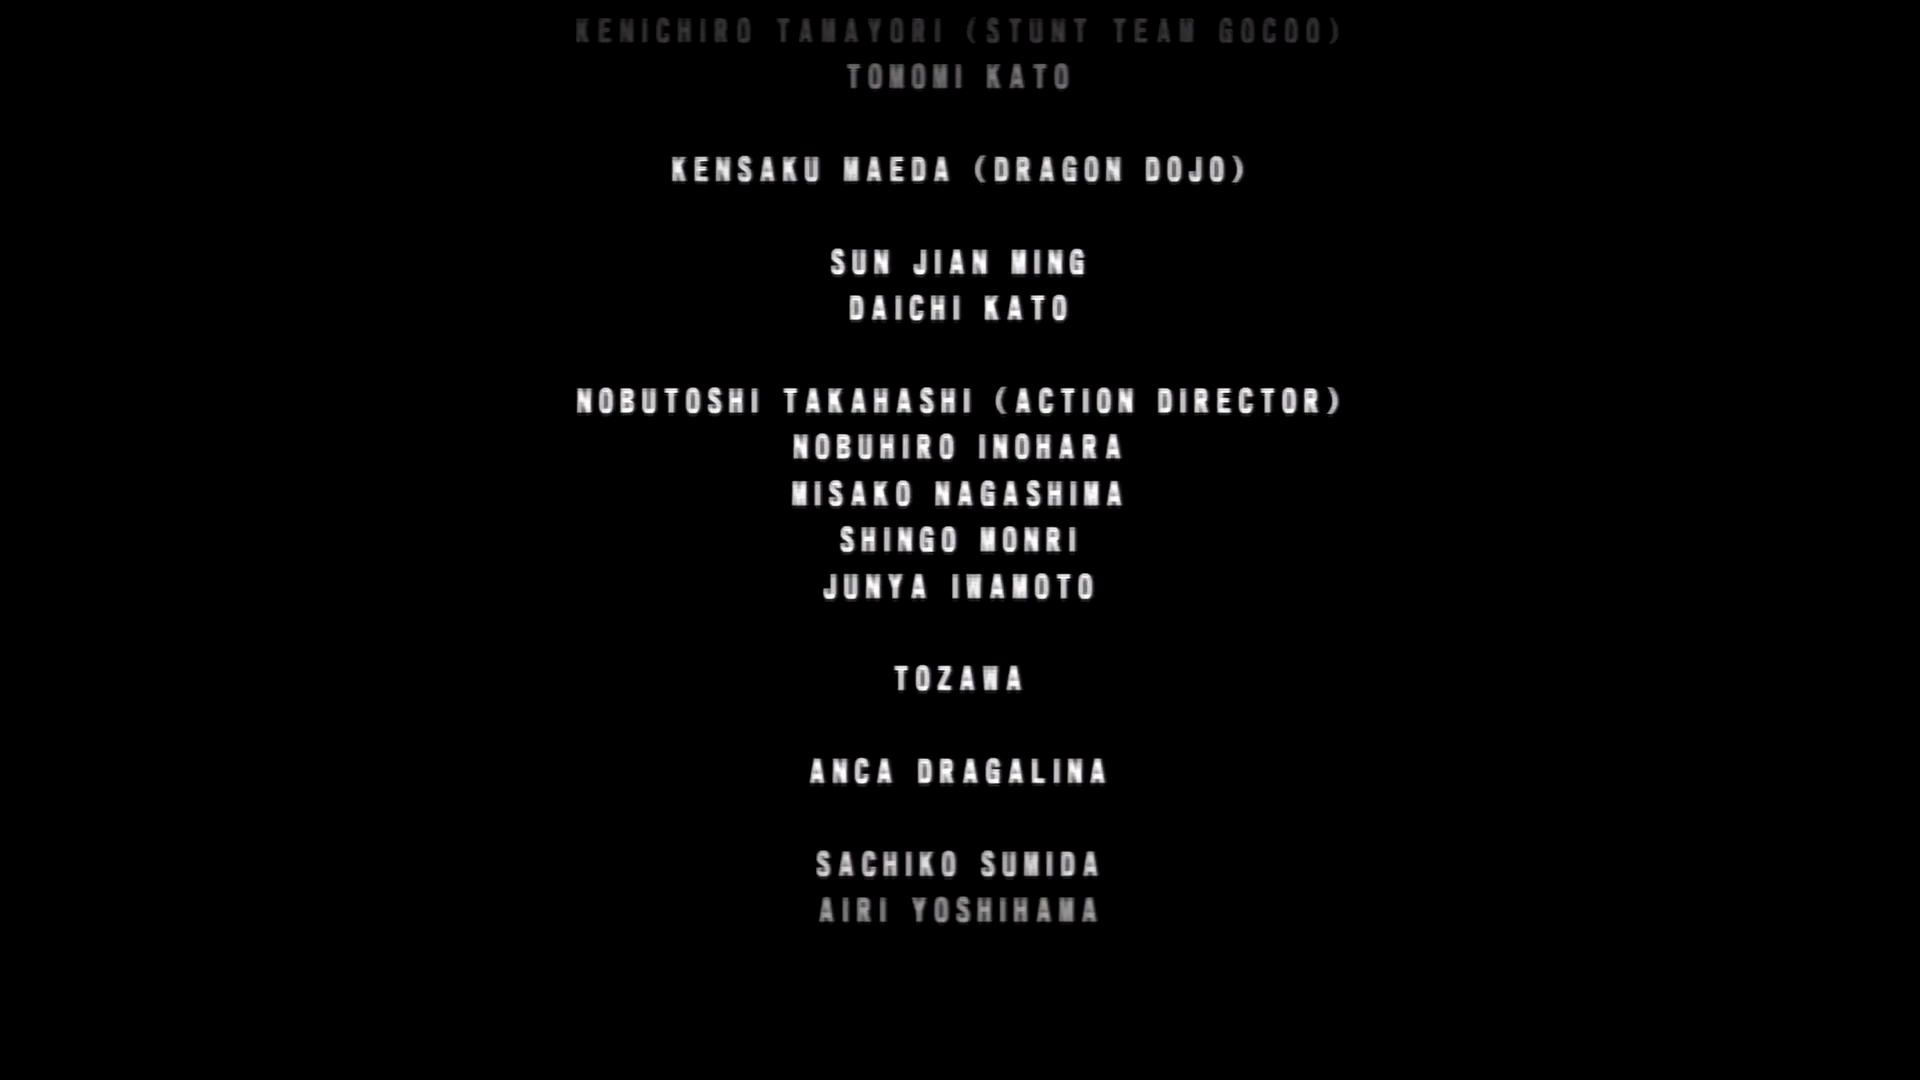 KENICHIRO TAMAYORI (STUNT TEAM GOCOO)
TOMOMI KATO
KENSAKU MAEDA (DRAGON DOJO)
SUN JIAN MING
DAICHI KATO
NOBUTOSHI TAKAHASHI (ACTION DIRECTOR)
NOBUHIRO INOHARA
MISAKO NAGASHIMA
SHINGO MONRI
JUNYA IWAMOTO
TOZAWA
ANCA DRAGALINA
SACHIKO SUMIDA
AIRI YOSHIHAMA